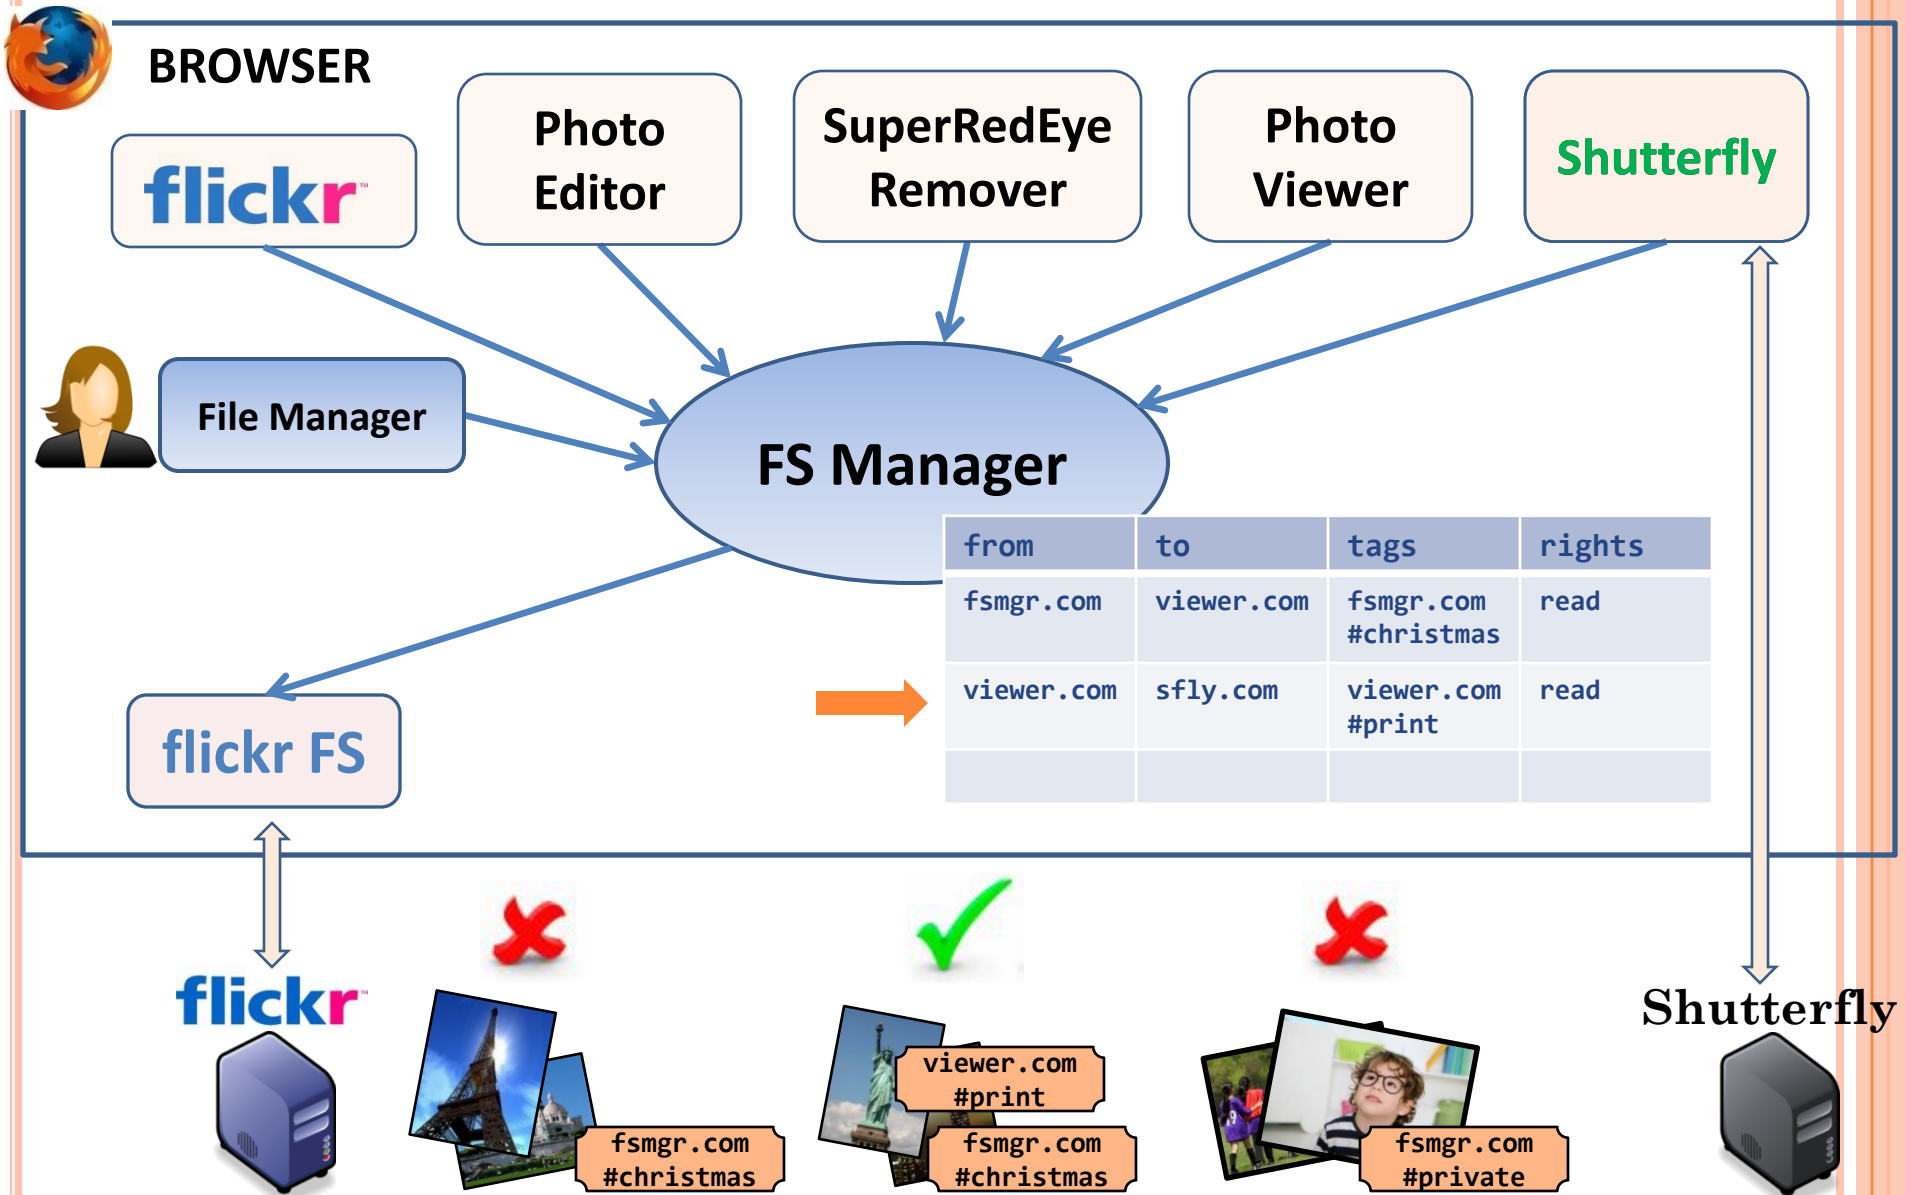 BROWSER
flickr™
Photo
Editor
SuperRedEye
Remover
Photo
Viewer
Shutterfly
File Manager
FS Manager
from to tags rights
fsmgr.com viewer.com fsmgr.com read
#christmas
viewer.com sfly.com viewer.com read
#print
flickr FS
flickr™
Shutterfly
viewer.com
#print
fsmgr.com
#christmas
fsmgr.com
#christmas
fsmgr.com
#private